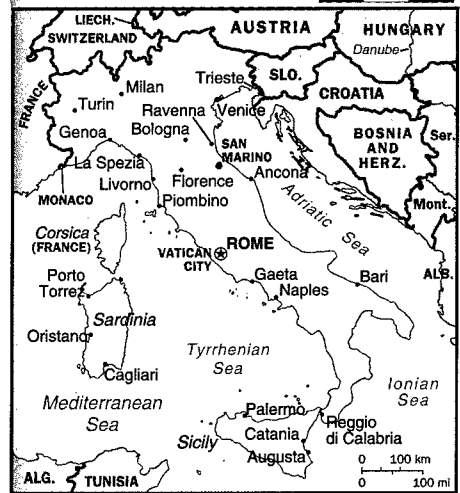 LIECH.
AUSTRIA
HUNGARY
SWITZERLAND
Danube
Milan
Trieste
SLO.
FRANCE
Turin
Ravenna
Venice
CROATIA
Genoa
Bologna
SAN
MARINO
BOSNIA
AND
HERZ.
Ser.
La Spezia
Livorno
Florence
Ancona
Piombino
MONACO
Adriatic Sea
Mont.
Corsica
(FRANCE)
VATICAN
CITY
ROME
ALB.
Porto
Torrez
Gaeta
Naples
Bari
Sardinia
Oristano
Tyrrhenian
Sea
Cagliari
Ionian
Sea
Mediterranean
Sea
Palermo
Reggio
di Calabria
Sicily
Catania
Augusta
0 100 km
0 100 mi
ALG.
TUNISIA